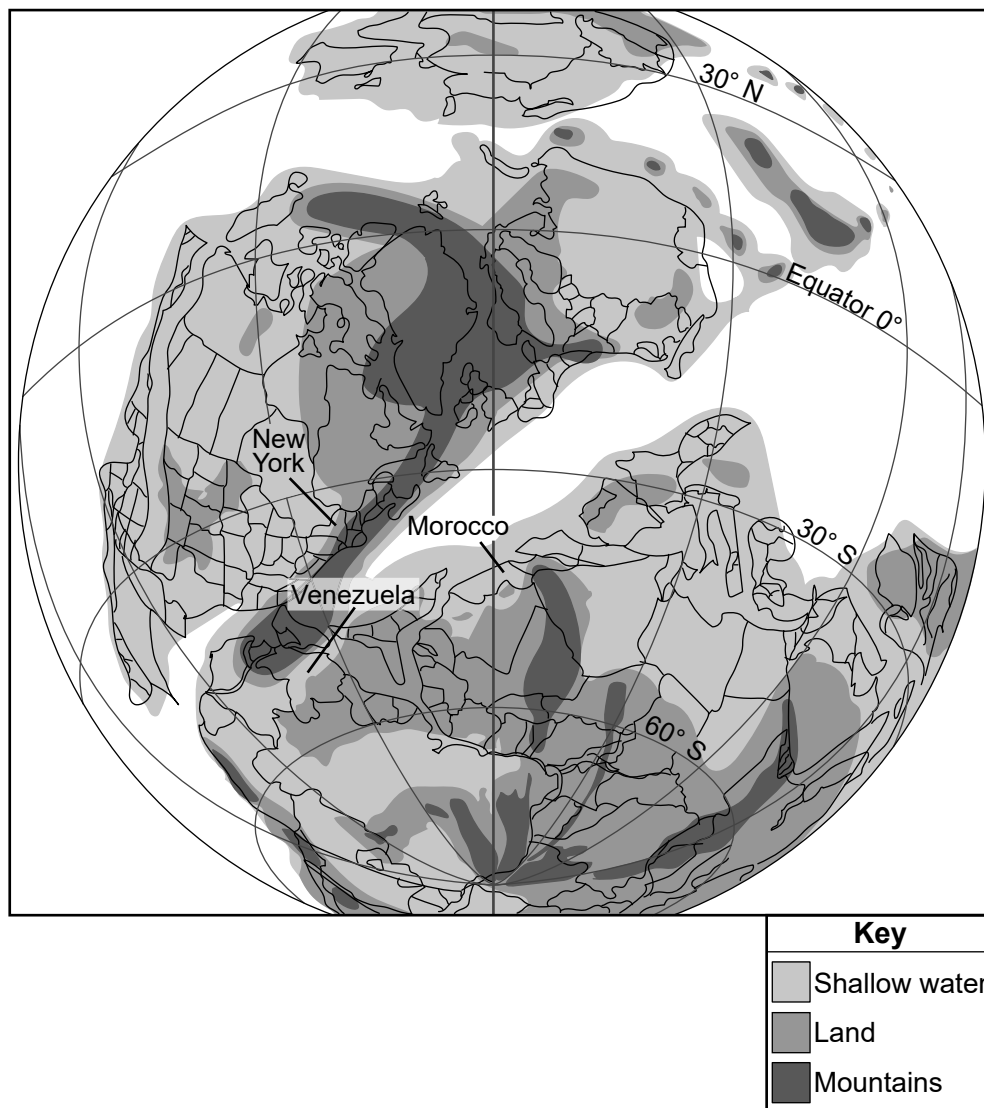 30° N
Equator 0°
New
York
Morocco
30° S
Venezuela
60° S
Key
Shallow water
Land
Mountains